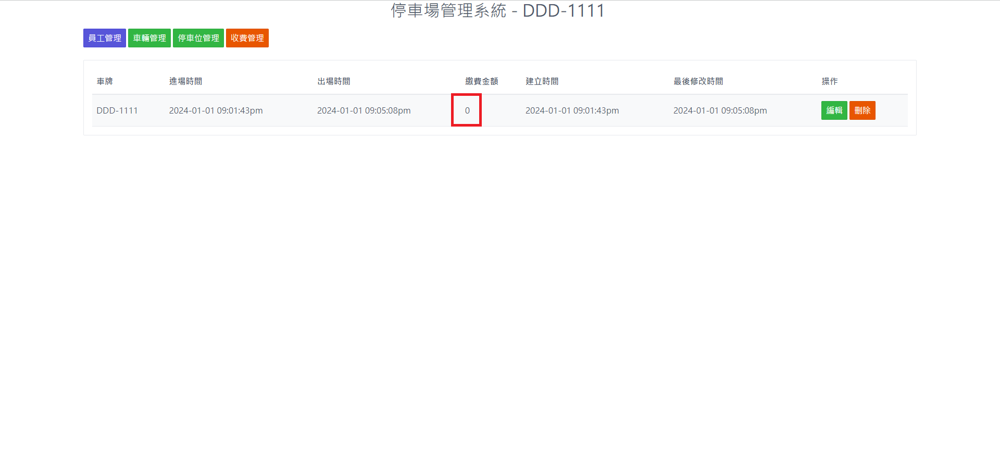 停車場管理系統 - DDD-1111
員工管理 車輛管理 停車位管理 收費管理
車牌 進場時間 出場時間 繳費金額 建立時間 最後修改時間 操作
DDD-1111 2024-01-01 09:01:43pm 2024-01-01 09:05:08pm 0 2024-01-01 09:01:43pm 2024-01-01 09:05:08pm 編輯 刪除